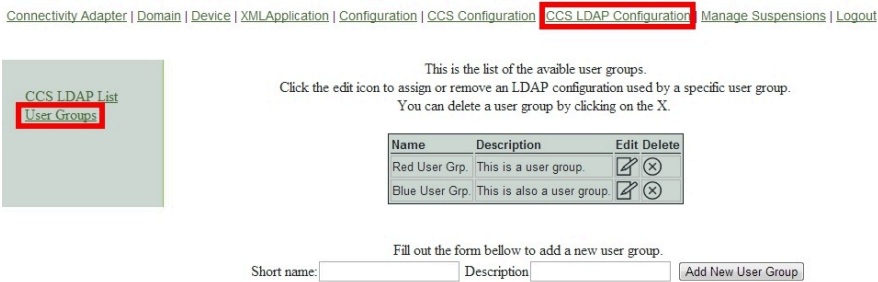 Connectivity Adapter | Domain | Device | XMLApplication | Configuration | CCS Configuration | CCS LDAP Configuration | Manage Suspensions | Logout
CCS LDAP List
User Groups
This is the list of the avaible user groups.
Click the edit icon to assign or remove an LDAP configuration used by a specific user group.
You can delete a user group by clicking on the X.
Name Description Edit Delete
Red User Grp. This is a user group.
Blue User Grp. This is also a user group.
Fill out the form bellow to add a new user group.
Short name: Description Add New User Group